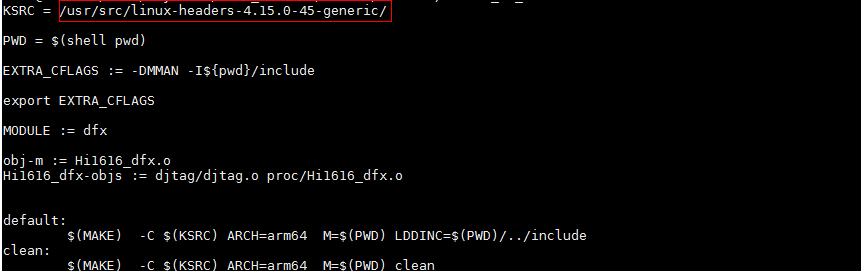 KSRC = /usr/src/linux-headers-4.15.0-45-generic/
PWD = $(shell pwd)
EXTRA_CFLAGS := -DMMAN -I${pwd}/include
export EXTRA_CFLAGS
MODULE := dfx
obj-m := Hi1616_dfx.o
Hi1616_dfx-objs := djtag/djtag.o proc/Hi1616_dfx.o
default:
$(MAKE)  -C $(KSRC) ARCH=arm64  M=$(PWD) LDDINC=$(PWD)/../include
clean:
$(MAKE)  -C $(KSRC) ARCH=arm64  M=$(PWD) clean